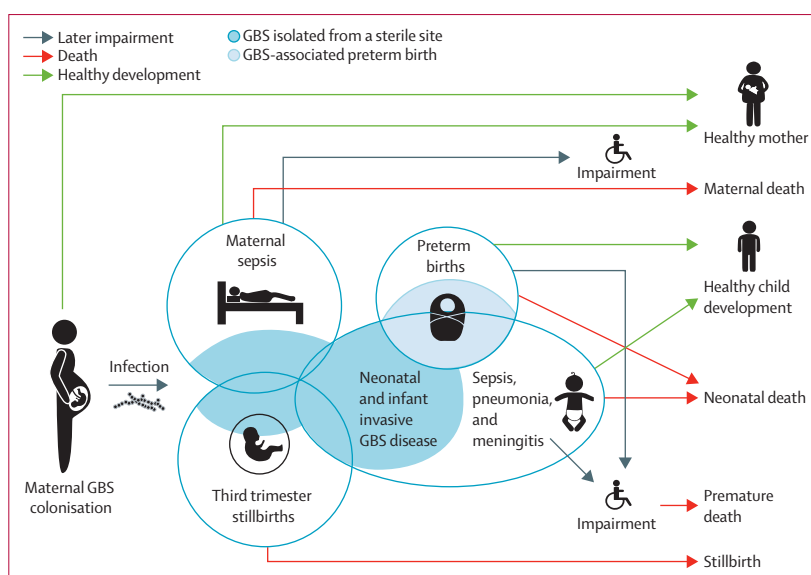 Later impairment
Death
Healthy development
GBS isolated from a sterile site
GBS-associated preterm birth
Healthy mother
Impairment
Maternal death
Maternal
sepsis
Preterm
births
Healthy child
development
Infection
Neonatal
and infant
invasive
GBS disease
Sepsis,
pneumonia,
and
meningitis
Neonatal death
Maternal GBS
colonisation
Third trimester
stillbirths
Impairment
Premature
death
Stillbirth